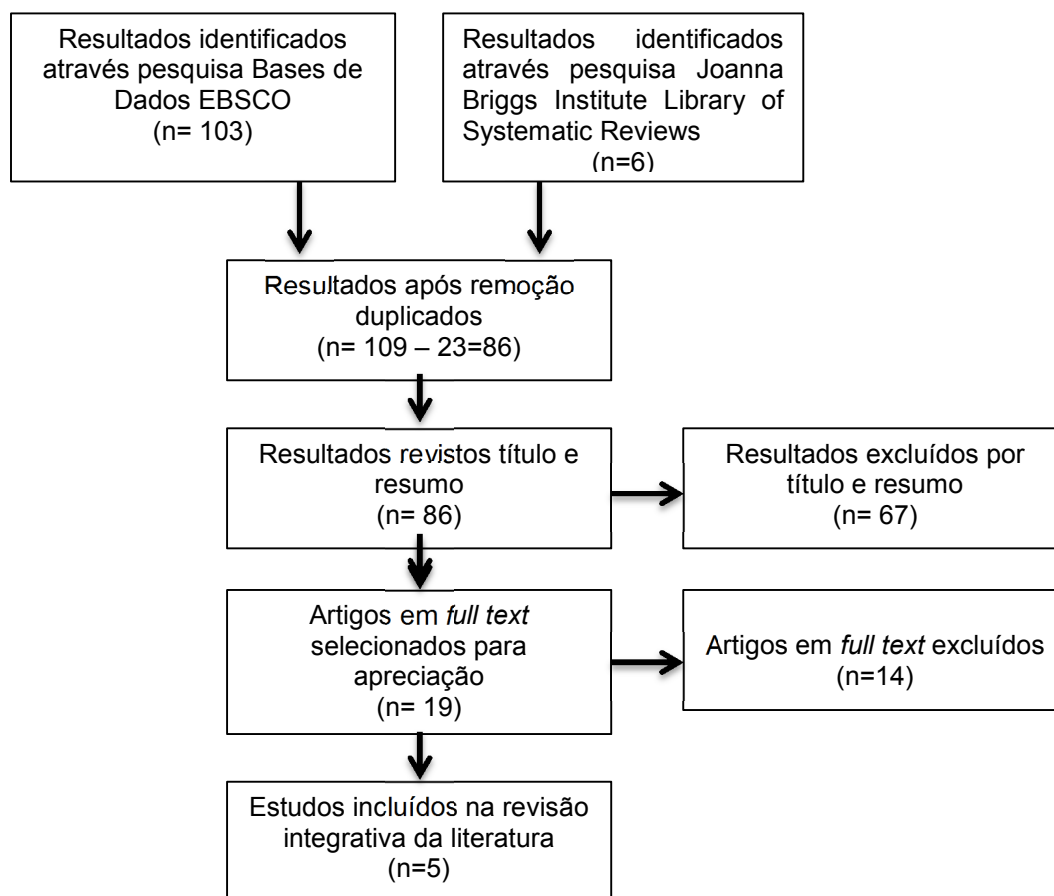 Resultados identificados
através pesquisa Bases de
Dados EBSCO
(n= 103)
Resultados identificados
através pesquisa Joanna
Briggs Institute Library of
Systematic Reviews
(n=6)
Resultados após remoção
duplicados
(n= 109 – 23=86)
Resultados revistos título e
resumo
(n= 86)
Resultados excluídos por
título e resumo
(n= 67)
Artigos em full text
selecionados para
apreciação
(n= 19)
Artigos em full text excluídos
(n=14)
Estudos incluídos na revisão
integrativa da literatura
(n=5)